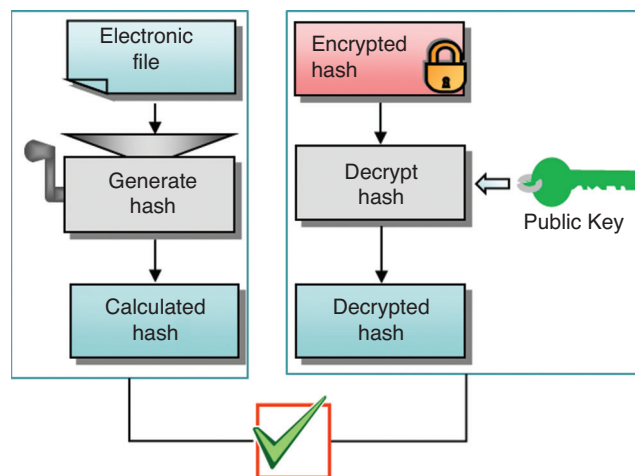 Electronic
file
Generate
hash
Calculated
hash
Encrypted
hash
Decrypt
hash
Public Key
Decrypted
hash